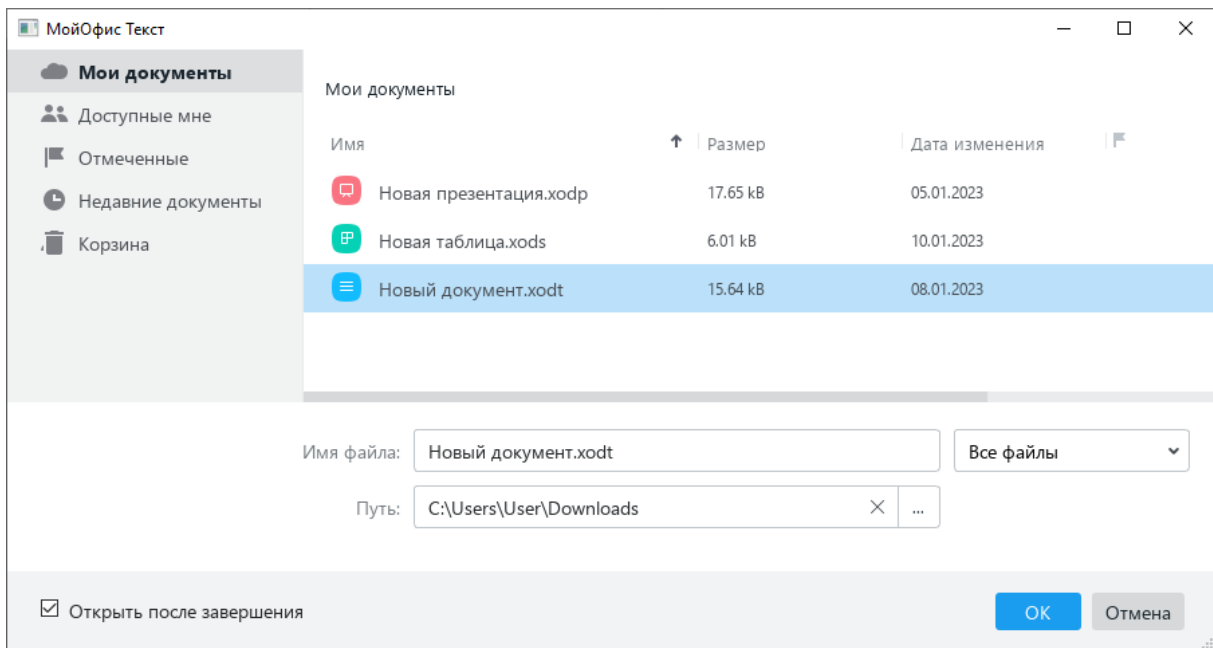 МойОфис Текст
Мои документы
Доступные мне
Отмеченные
Недавние документы
Корзина
Мои документы
Имя Размер Дата изменения
Новая презентация.xodp 17.65 kB 05.01.2023
Новая таблица.xods 6.01 kB 10.01.2023
Новый документ.xodt 15.64 kB 08.01.2023
Имя файла: Новый документ.xodt Все файлы
Путь: C:\Users\User\Downloads ...
Открыть после завершения ОК Отмена